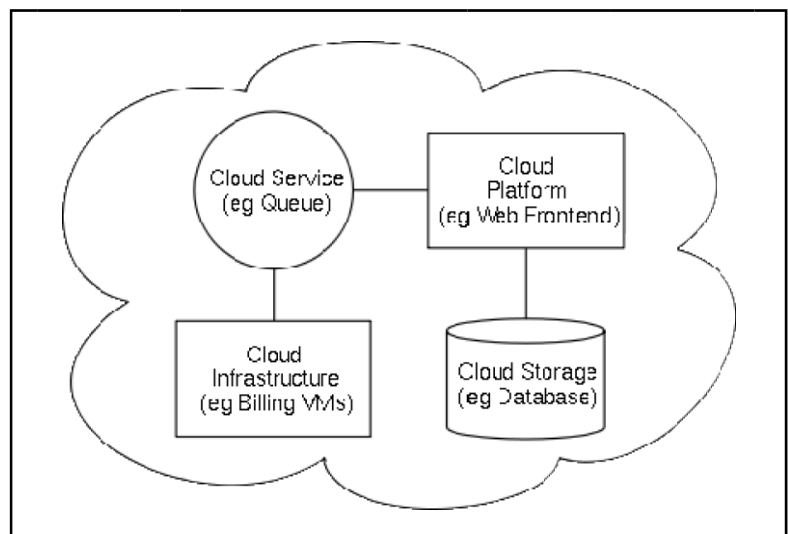 Cloud Service
(eg Queue)
Cloud
Platform
(eg Web Frontend)
Cloud
Infrastructure
(eg Billing VMs)
Cloud Storage
(eg Database)